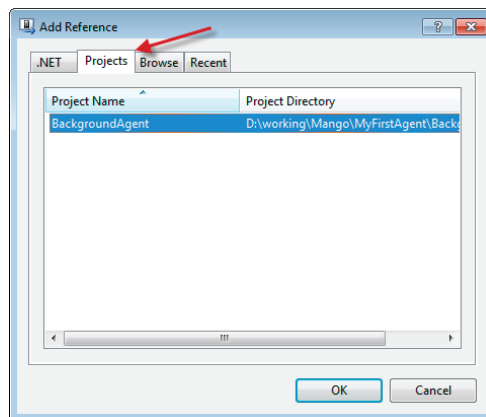 Add Reference
.NET Projects Browse Recent
Project Name Project Directory
BackgroundAgent D:\working\Mango\MyFirstAgent\Backg
OK Cancel